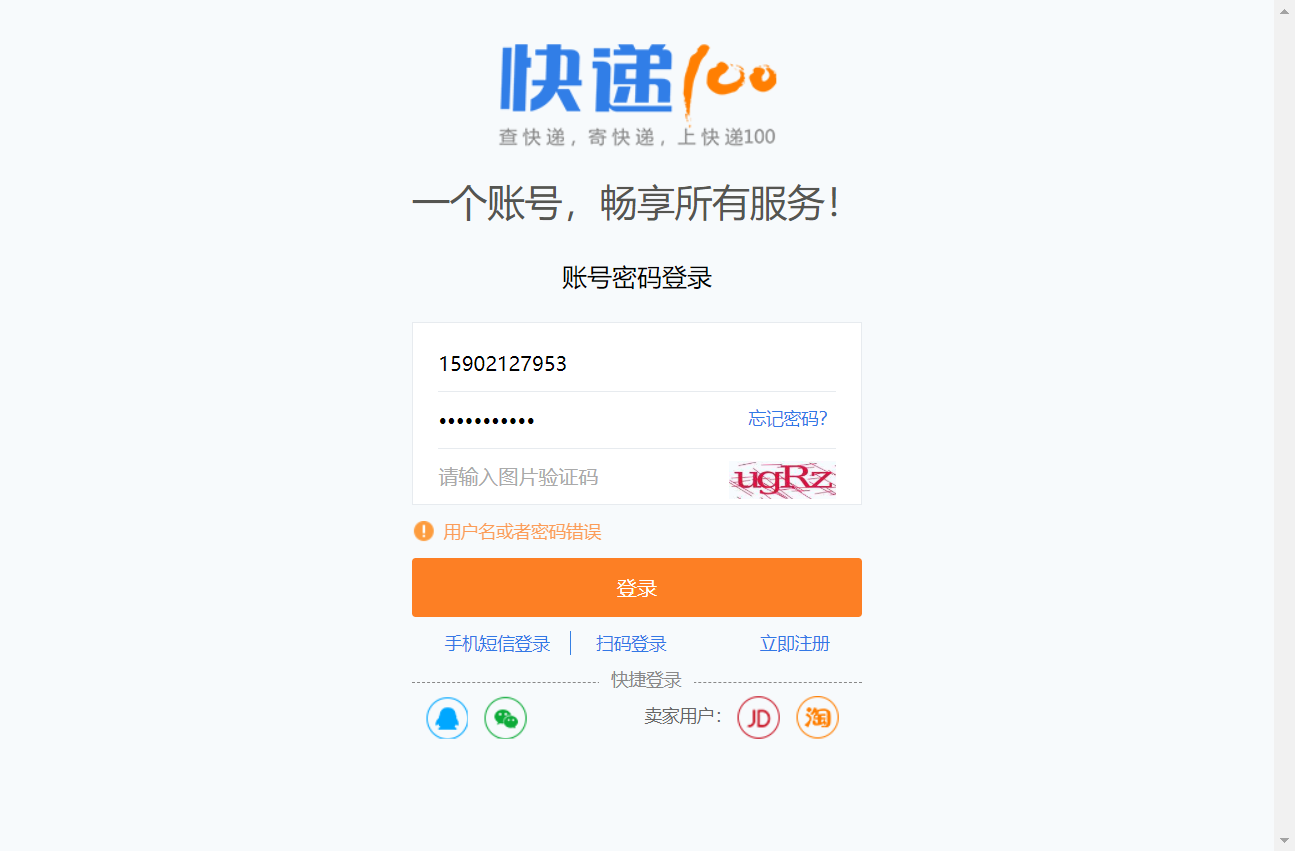 快递100
查快递，寄快递，上快递100
一个账号，畅享所有服务！
账号密码登录
15902127953
•••••••••••
忘记密码？
请输入图片验证码
ugRz
用户名或者密码错误
登录
手机短信登录 扫码登录 立即注册
快捷登录
卖家用户： JD 淘